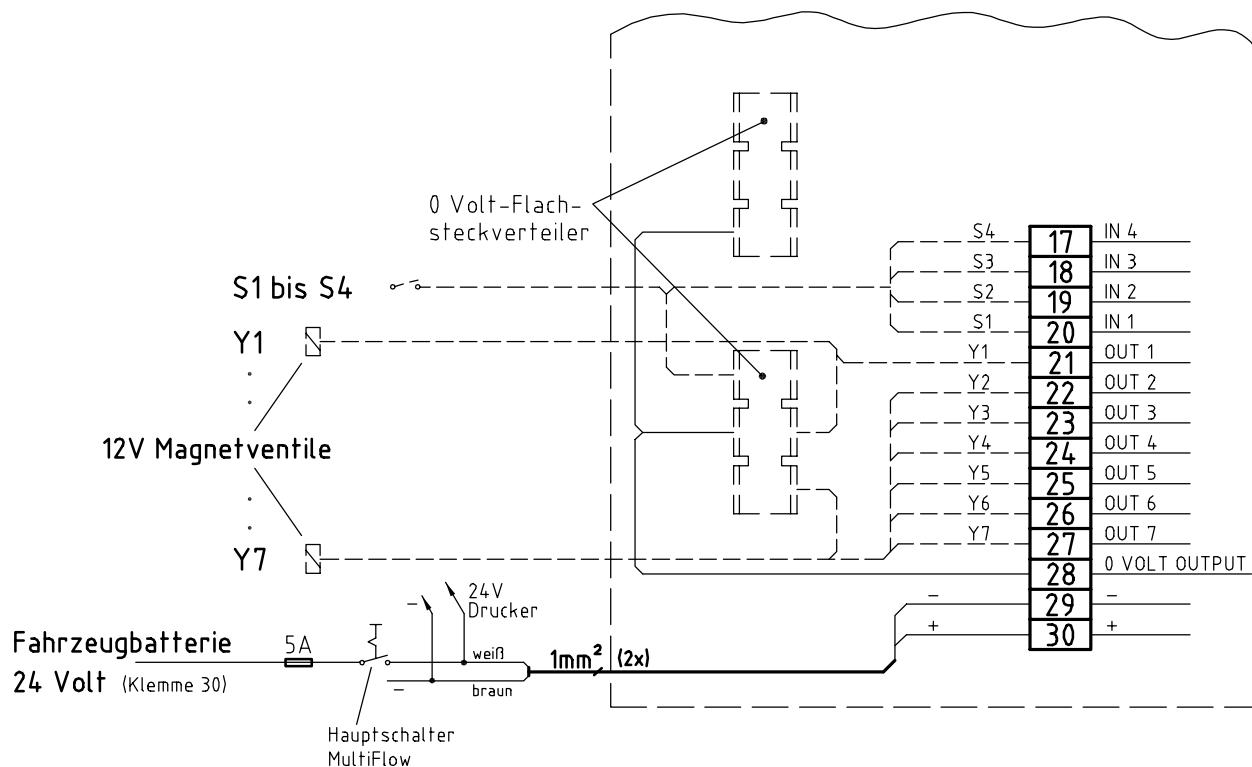 0 Volt-Flach-
steckverteiler
S1 bis S4
Y1
12V Magnetventile
Y7
S4 17 IN 4
S3 18 IN 3
S2 19 IN 2
S1 20 IN 1
Y1 21 OUT 1
Y2 22 OUT 2
Y3 23 OUT 3
Y4 24 OUT 4
Y5 25 OUT 5
Y6 26 OUT 6
Y7 27 OUT 7
28 0 VOLT OUTPUT
– 29 –
+ 30 +
24V
Drucker
–
Fahrzeugbatterie
24 Volt (Klemme 30)
5A
weiß
–
braun
1mm² (2x)
Hauptschalter
MultiFlow